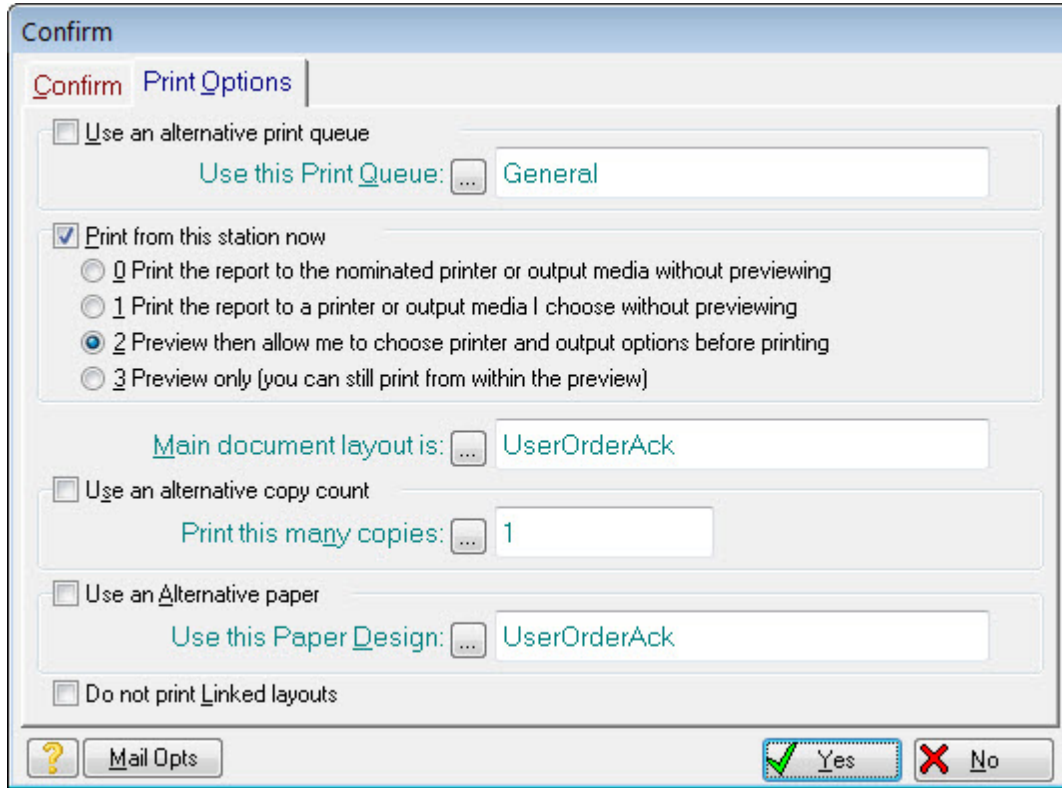 Confirm
Confirm Print Options
Use an alternative print queue
Use this Print Queue: ... General
Print from this station now
0 Print the report to the nominated printer or output media without previewing
1 Print the report to a printer or output media I choose without previewing
2 Preview then allow me to choose printer and output options before printing
3 Preview only (you can still print from within the preview)
Main document layout is: ... UserOrderAck
Use an alternative copy count
Print this many copies: ... 1
Use an Alternative paper
Use this Paper Design: ... UserOrderAck
Do not print Linked layouts
? Mail Opts Yes No